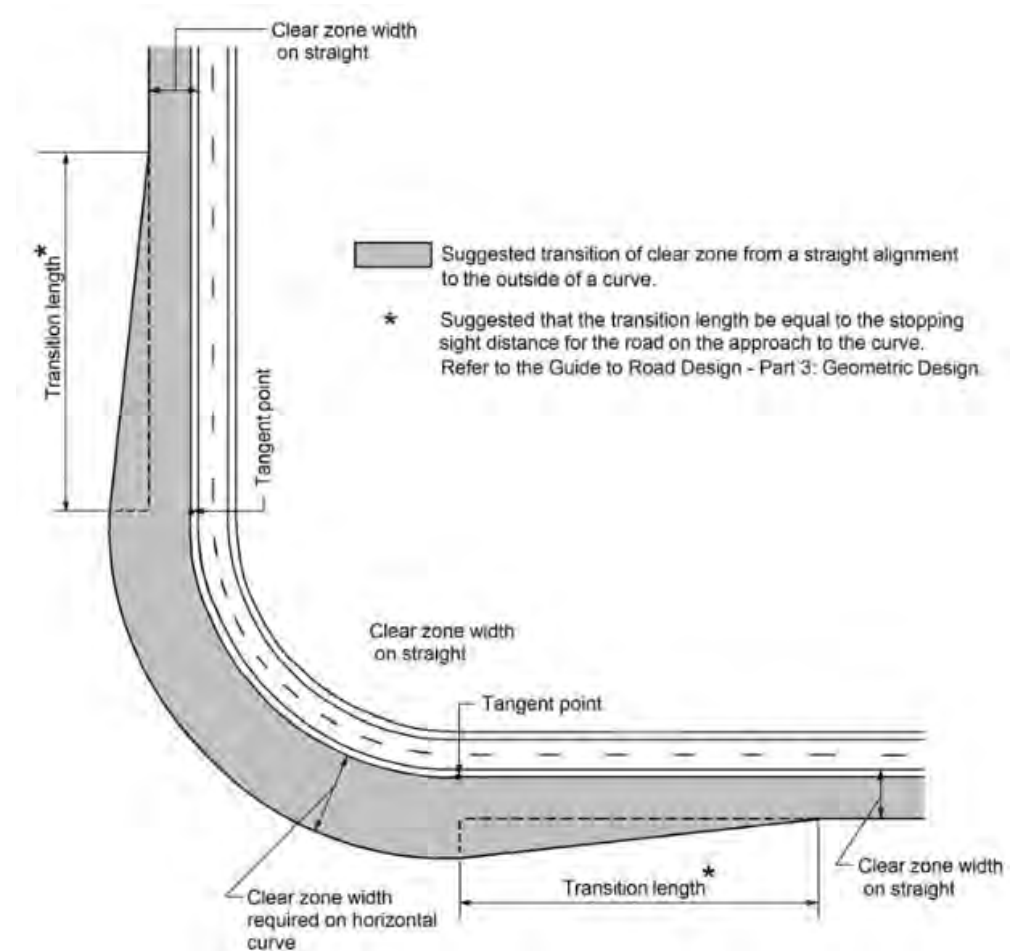 Clear zone width
on straight
Transition length*
Suggested transition of clear zone from a straight alignment
to the outside of a curve.
* Suggested that the transition length be equal to the stopping
sight distance for the road on the approach to the curve.
Refer to the Guide to Road Design - Part 3: Geometric Design.
Tangent point
Clear zone width
on straight
Tangent point
Clear zone width
on straight
Transition length*
Clear zone width
required on horizontal
curve